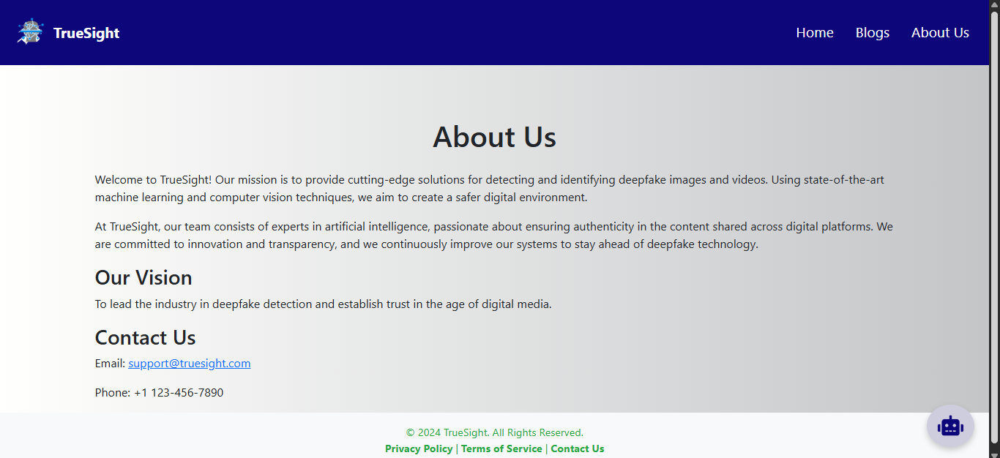 TrueSight
Home Blogs About Us
About Us
Welcome to TrueSight! Our mission is to provide cutting-edge solutions for detecting and identifying deepfake images and videos. Using state-of-the-art
machine learning and computer vision techniques, we aim to create a safer digital environment.
At TrueSight, our team consists of experts in artificial intelligence, passionate about ensuring authenticity in the content shared across digital platforms. We
are committed to innovation and transparency, and we continuously improve our systems to stay ahead of deepfake technology.
Our Vision
To lead the industry in deepfake detection and establish trust in the age of digital media.
Contact Us
Email: support@truesight.com
Phone: +1 123-456-7890
© 2024 TrueSight. All Rights Reserved.
Privacy Policy | Terms of Service | Contact Us